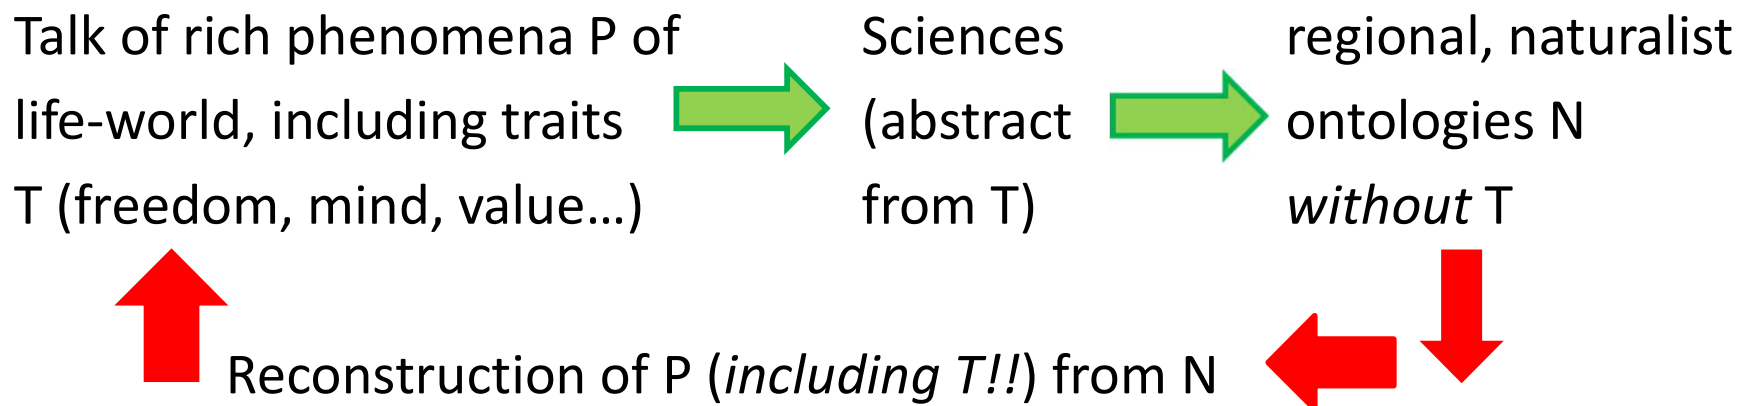 Talk of rich phenomena P of
life-world, including traits
T (freedom, mind, value…)
Sciences
(abstract
from T)
regional, naturalist
ontologies N
without T
Reconstruction of P (including T!!) from N